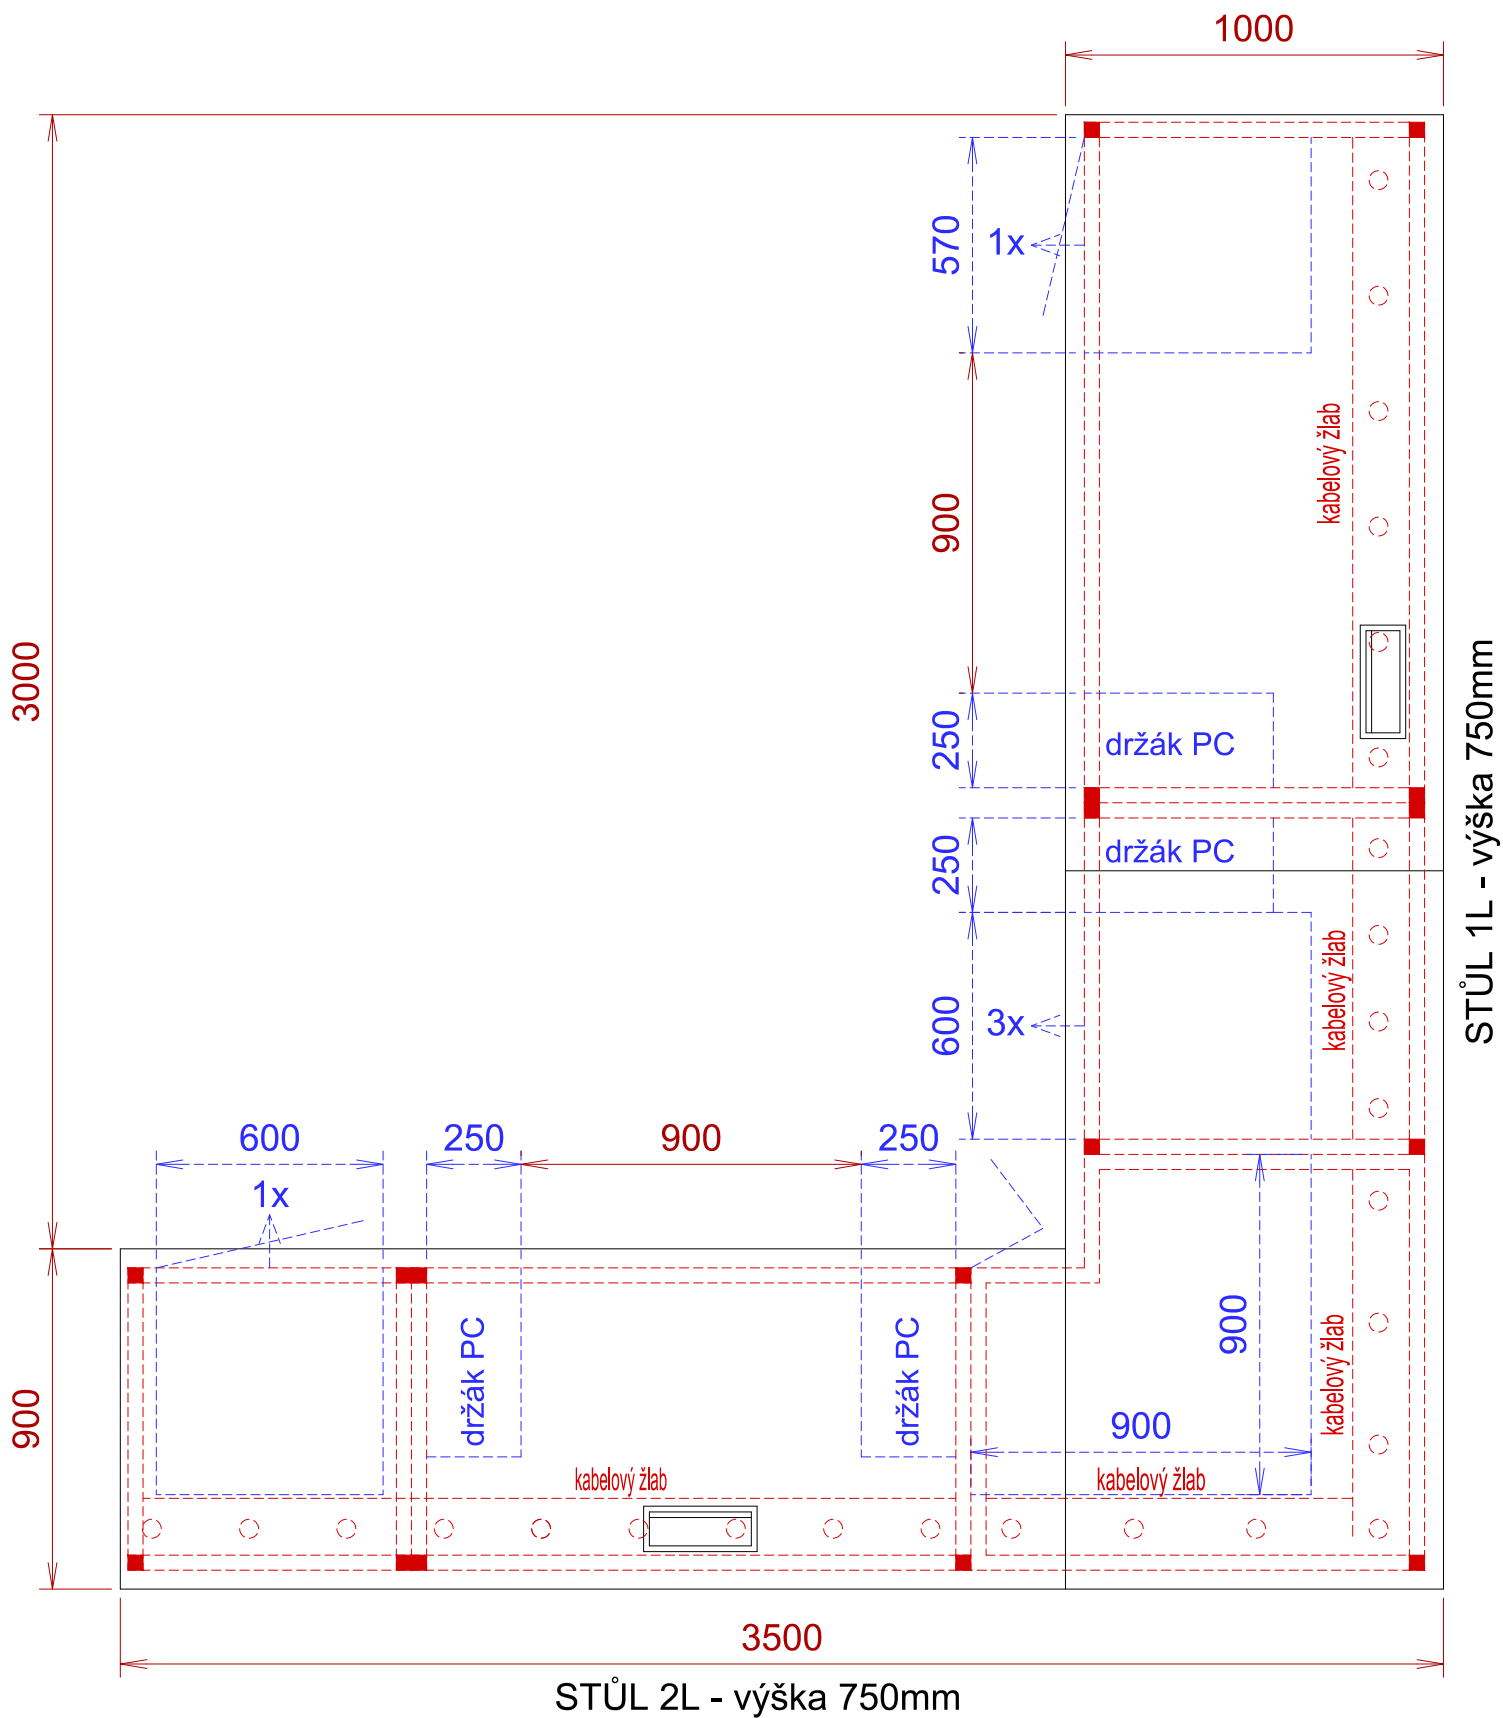 1000
570
1x
kabelový žlab
900
3000
250
držák PC
STŮL 1L - výška 750mm
250
držák PC
kabelový žlab
600
3x
600
250
900
250
1x
900
držák PC
držák PC
900
kabelový žlab
900
kabelový žlab
kabelový žlab
3500
STŮL 2L - výška 750mm